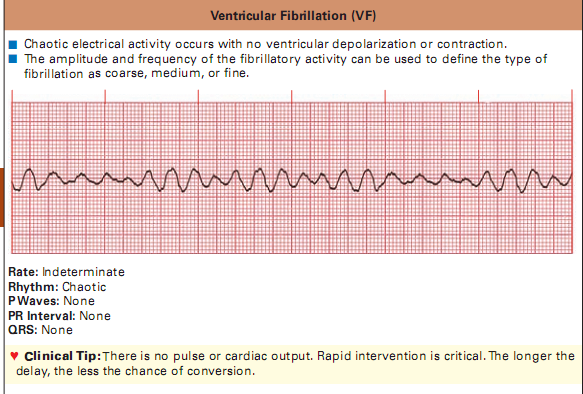 Ventricular Fibrillation (VF)
■ Chaotic electrical activity occurs with no ventricular depolarization or contraction.
■ The amplitude and frequency of the fibrillatory activity can be used to define the type of
fibrillation as coarse, medium, or fine.
Rate: Indeterminate
Rhythm: Chaotic
P Waves: None
PR Interval: None
QRS: None
♥ Clinical Tip: There is no pulse or cardiac output. Rapid intervention is critical. The longer the
delay, the less the chance of conversion.